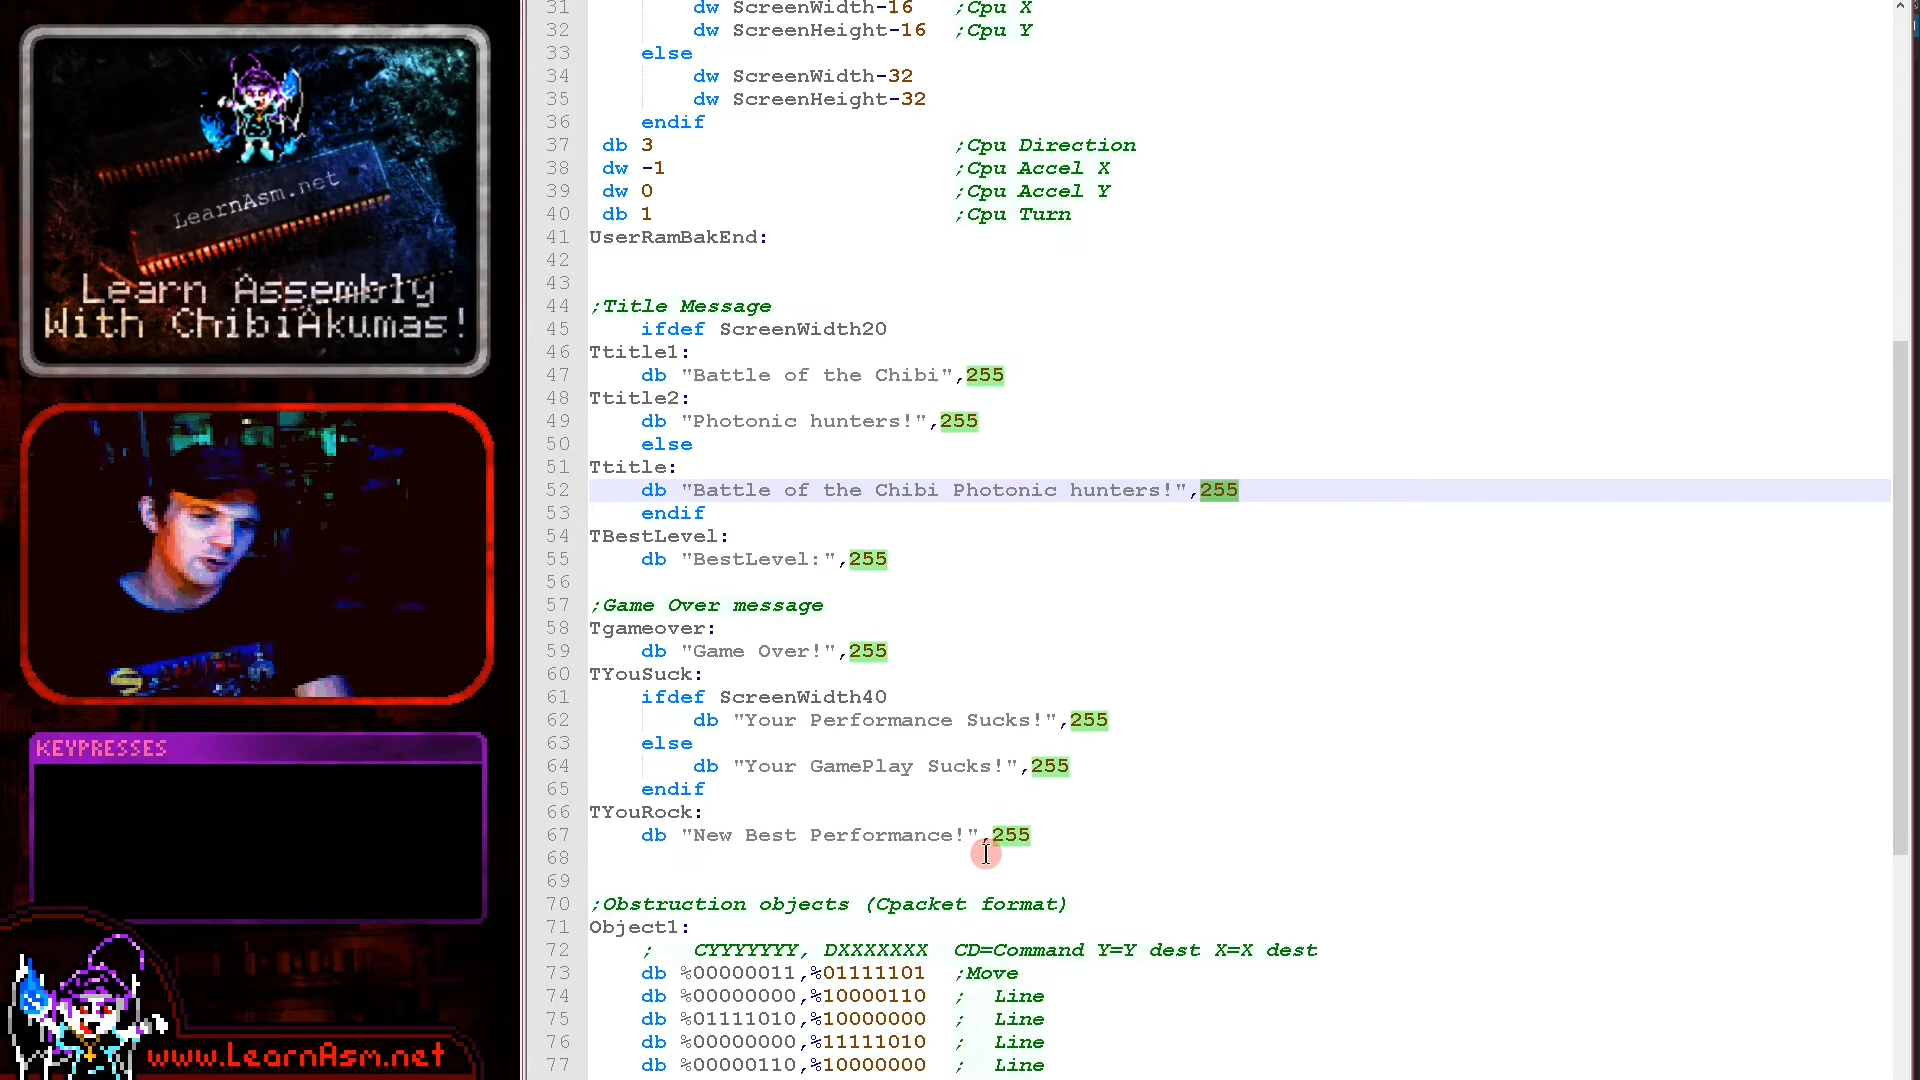 LearnAsm.net
Learn Assembly
With ChibiAkumas!
KEYPRESSES
www.LearnAsm.net
31 dw ScreenWidth-16 ;Cpu X
32 dw ScreenHeight-16 ;Cpu Y
33 else
34 dw ScreenWidth-32
35 dw ScreenHeight-32
36 endif
37 db 3 ;Cpu Direction
38 dw -1 ;Cpu Accel X
39 dw 0 ;Cpu Accel Y
40 db 1 ;Cpu Turn
41 UserRamBakEnd:
42
43
44 ;Title Message
45 ifdef ScreenWidth20
46 Ttitle1:
47 db "Battle of the Chibi",255
48 Ttitle2:
49 db "Photonic hunters!",255
50 else
51 Ttitle:
52 db "Battle of the Chibi Photonic hunters!",255
53 endif
54 TBestLevel:
55 db "BestLevel:",255
56
57 ;Game Over message
58 Tgameover:
59 db "Game Over!",255
60 TYouSuck:
61 ifdef ScreenWidth40
62 db "Your Performance Sucks!",255
63 else
64 db "Your GamePlay Sucks!",255
65 endif
66 TYouRock:
67 db "New Best Performance!",255
68
69
70 ;Obstruction objects (Cpacket format)
71 Object1:
72 ; CYYYYYYY, DXXXXXXX CD=Command Y=Y dest X=X dest
73 db %00000011,%01111101 ;Move
74 db %00000000,%10000110 ; Line
75 db %01111010,%10000000 ; Line
76 db %00000000,%11111010 ; Line
77 db %00000110,%10000000 ; Line